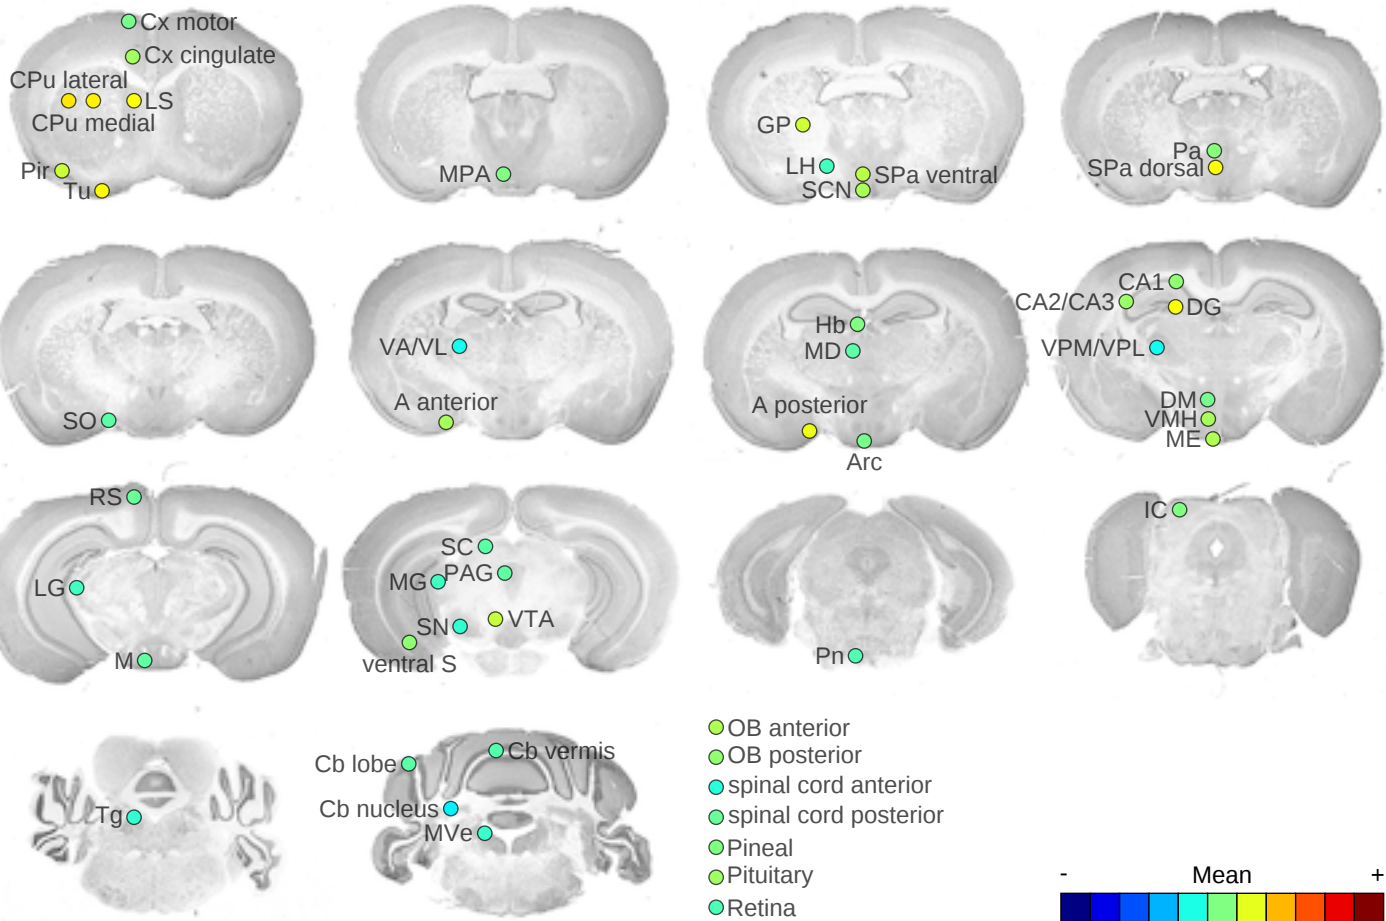 Cx motor
Cx cingulate
CPu lateral
LS
CPu medial
Pir
Tu
MPA
GP
LH
SPa ventral
SCN
Pa
SPa dorsal
SO
VA/VL
A anterior
Hb
MD
A posterior
Arc
CA1
CA2/CA3
DG
VPM/VPL
DM
VMH
ME
RS
LG
M
SC
PAG
MG
SN
VTA
ventral S
Pn
IC
Tg
Cb lobe
Cb vermis
Cb nucleus
MVe
OB anterior
OB posterior
spinal cord anterior
spinal cord posterior
Pineal
Pituitary
Retina
- Mean +